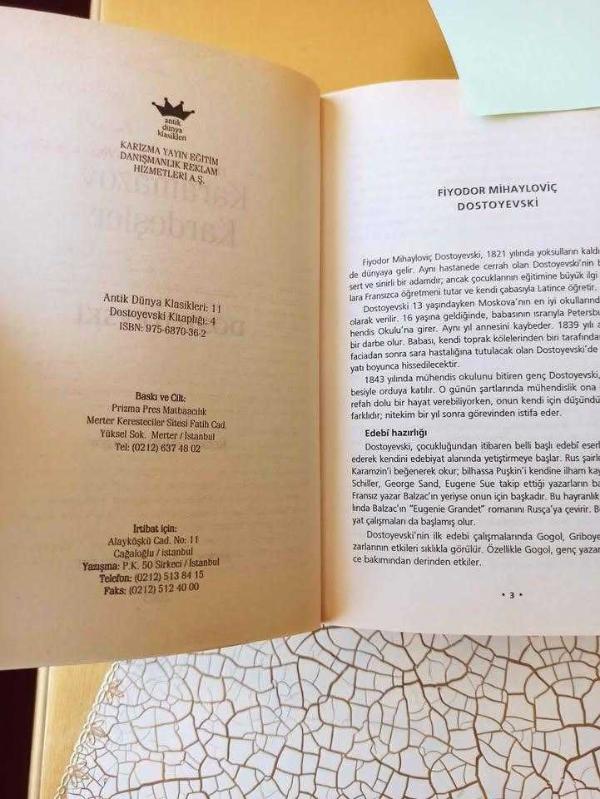 antik
dünya
klasikleri
KARİZMA YAYIN EĞİTİM
DANIŞMANLIK REKLAM
HİZMETLERİ A.Ş.
Karamazov
Kardeşler
Antik Dünya Klasikleri: 11
Dostoyevski Kitaplığı: 4
ISBN: 975-6870-36-2
Baskı ve Cilt:
Prizma Pres Matbaacılık
Merter Keresteciler Sitesi Fatih Cad.
Yüksel Sok. Merter / İstanbul
Tel: (0212) 637 48 02
İrtibat için:
Alayköşkü Cad. No: 11
Cağaloğlu / istanbul
Yazışma: P.K. 50 Sirkeci / İstanbul
Telefon: (0212) 513 84 15
Faks: (0212) 512 40 00
FİYODOR MİHAYLOVİÇ
DOSTOYEVSKİ
Fiyodor Mihayloviç Dostoyevski, 1821 yılında yoksulların kaldı
de dünyaya gelir. Aynı hastanede cerrah olan Dostoyevski'nin b
sert ve sinirli bir adamdır; ancak çocuklarının eğitimine büyük ilgi
lara Fransızca öğretmeni tutar ve kendi çabasıyla Latince öğretir.
Dostoyevski 13 yaşındayken Moskova'nın en iyi okullarınd
olarak verilir. 16 yaşına geldiğinde, babasının ısrarıyla Petersbu
hendis Okulu'na girer. Aynı yıl annesini kaybeder. 1839 yılı a
bir darbe olur. Babası, kendi toprak kölelerinden biri tarafından
faciadan sonra sara hastalığına tutulacak olan Dostoyevski'de
yatı boyunca hissedilecektir.
1843 yılında mühendis okulunu bitiren genç Dostoyevski,
besiyle orduya katılır. O günün şartlarında mühendislik ona
refah dolu bir hayat verebiliyorken, onun kendi için düşündü
farklıdır; nitekim bir yıl sonra görevinden istifa eder.
Edebî hazırlığı
Dostoyevski, çocukluğundan itibaren belli başlı edebî eserl
ederek kendini edebiyat alanında yetiştirmeye başlar. Rus şairle
Karamzin'i beğenerek okur; bilhassa Puşkin'i kendine ilham kay
Schiller, George Sand, Eugene Sue takip ettiği yazarların başı
Fransız yazar Balzac'ın yeriyse onun için başkadır. Bu hayranlık
lında Balzac'ın "Eugenie Grandet" romanını Rusça'ya çevirir. B
yat çalışmaları da başlamış olur.
Dostoyevski'nin ilk edebi çalışmalarında Gogol, Griboye
zarlarının etkileri sıklıkla görülür. Özellikle Gogol, genç yazar
ce bakımından derinden etkiler.
• 3 •